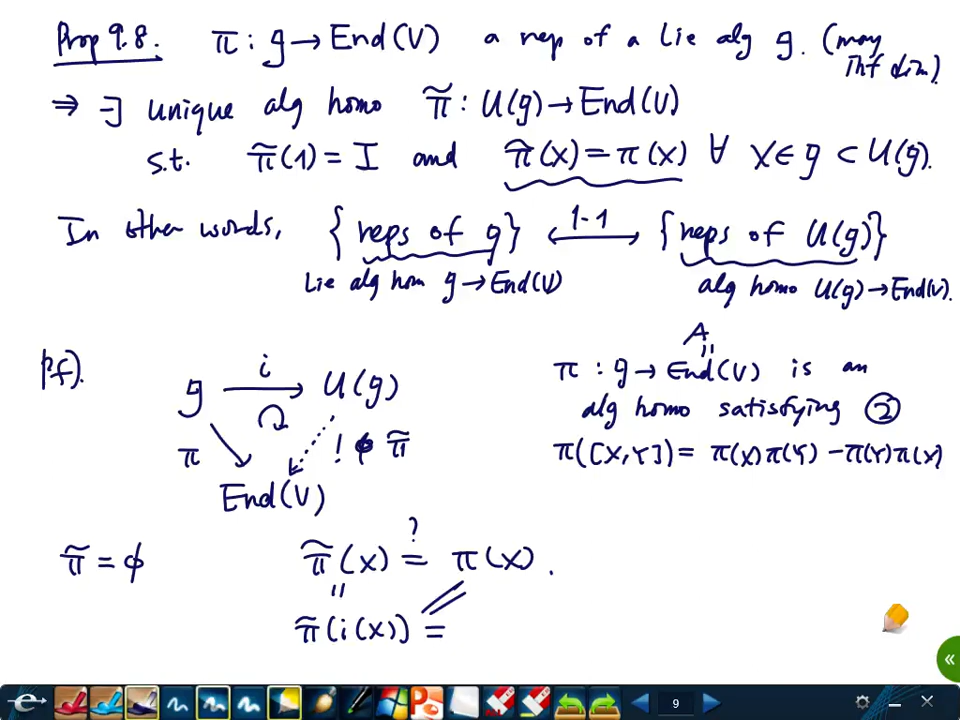 Prop 9.8. π : g → End(V) a rep of a Lie alg g. (may inf dim)
⇒ ∃ unique alg homo π̃ : U(g) → End(V)
s.t. π̃(1) = I and π̃(x) = π(x) ∀ x ∈ g ⊂ U(g).
In other words, {reps of g} ⟷ {reps of U(g)}
1-1
Lie alg hom g → End(V) alg homo U(g) → End(V).
pf).
g → U(g)
i
π ! π̃
End(V)
A
"
π : g → End(V) is an
alg homo satisfying ②
π([X,Y]) = π(X)π(Y) − π(Y)π(X)
π̃ = ϕ
?
π̃(x) = π(x).
"
π̃(i(x)) =
9